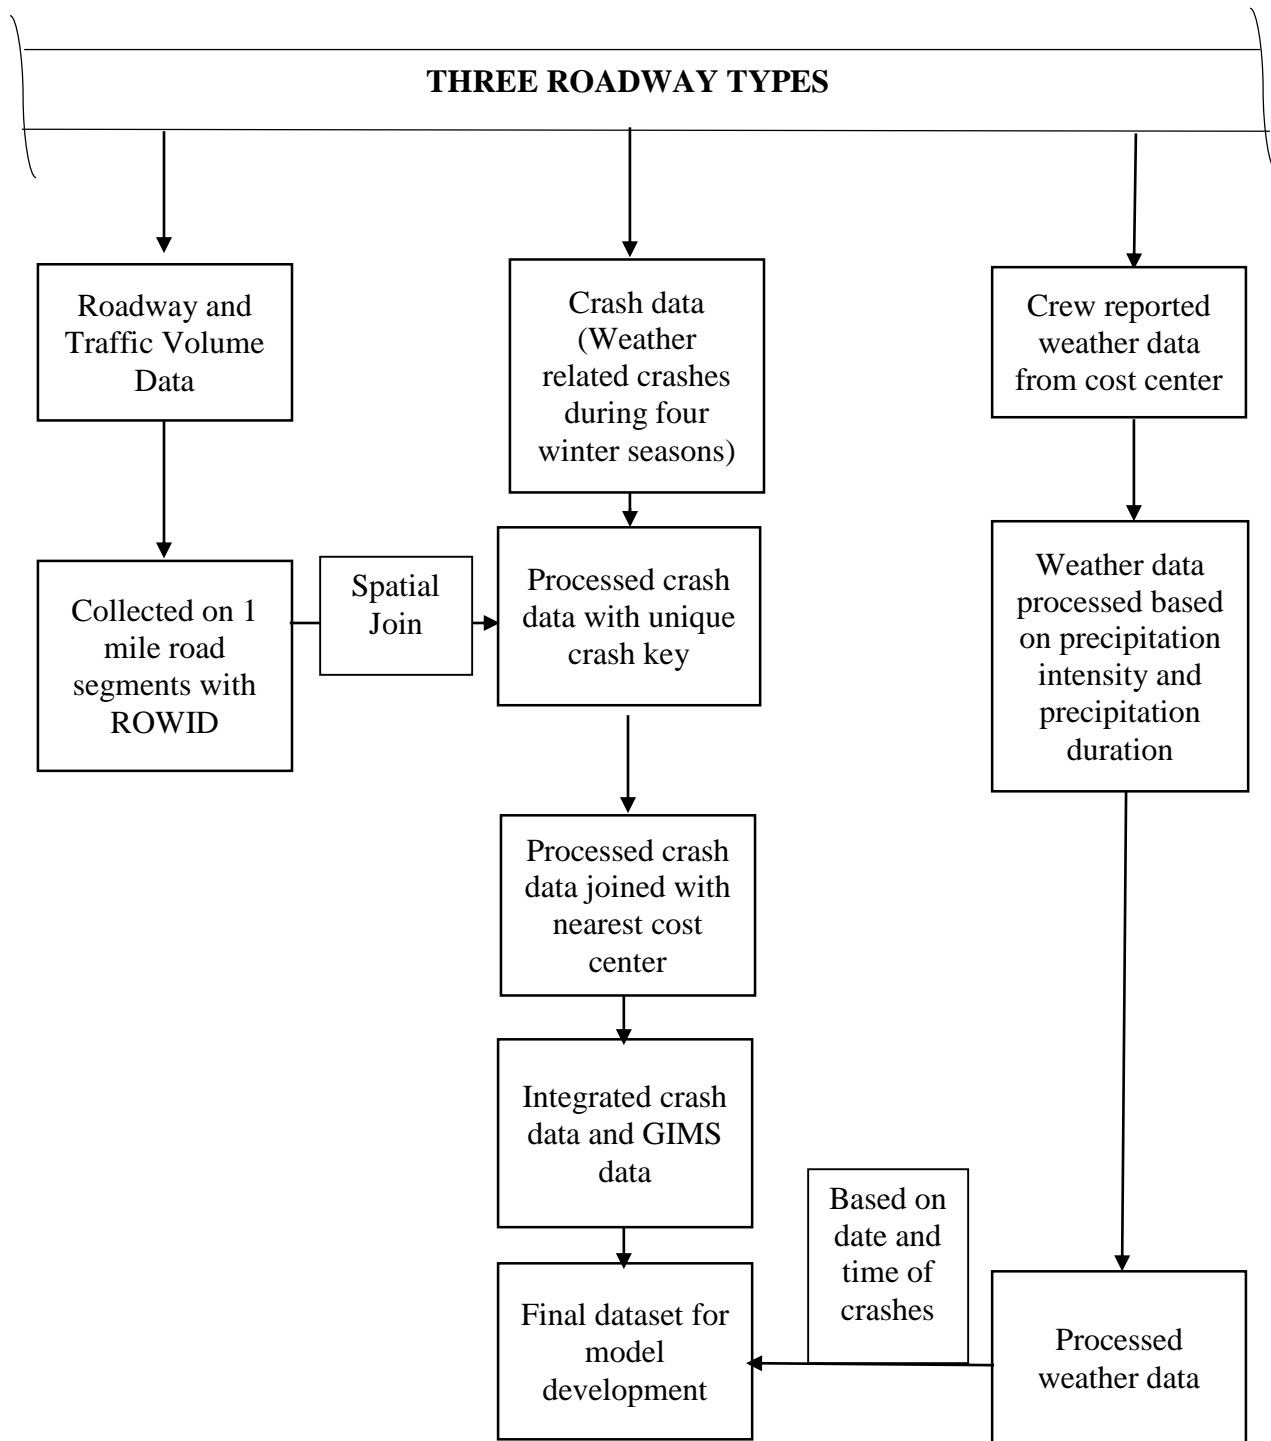 THREE ROADWAY TYPES
Roadway and
Traffic Volume
Data
Crash data
(Weather
related crashes
during four
winter seasons)
Crew reported
weather data
from cost center
Collected on 1
mile road
segments with
ROWID
Spatial
Join
Processed crash
data with unique
crash key
Weather data
processed based
on precipitation
intensity and
precipitation
duration
Processed crash
data joined with
nearest cost
center
Integrated crash
data and GIMS
data
Based on
date and
time of
crashes
Final dataset for
model
development
Processed
weather data